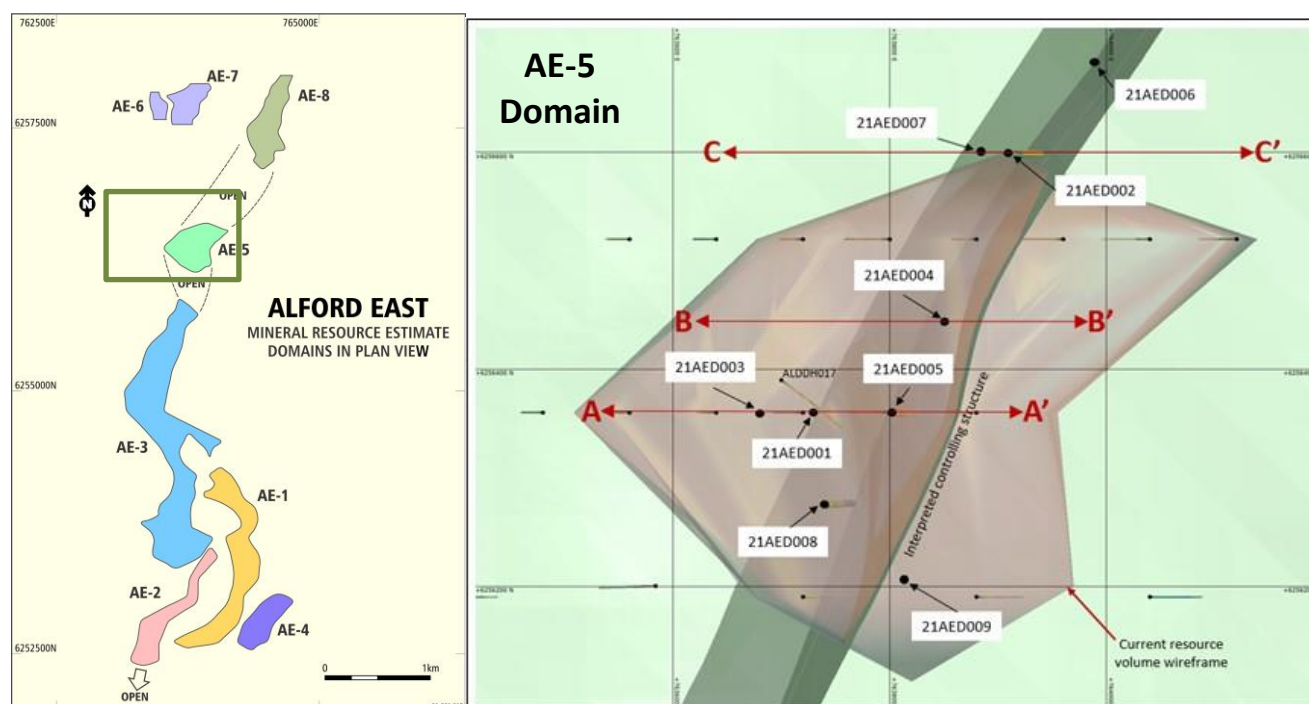 762500E
765000E
AE-7
AE-6
AE-8
6257500N
N
OPEN
AE-5
OPEN
ALFORD EAST
MINERAL RESOURCE ESTIMATE
DOMAINS IN PLAN VIEW
6255000N
AE-3
AE-1
AE-2
AE-4
6252500N
0
1km
OPEN
AE-5
Domain
21AED006
21AED007
C
C'
21AED002
21AED004
B
B'
21AED003
21AED005
ALDDH017
A
A'
21AED001
Interpreted controlling structure
21AED008
21AED009
Current resource
volume wireframe